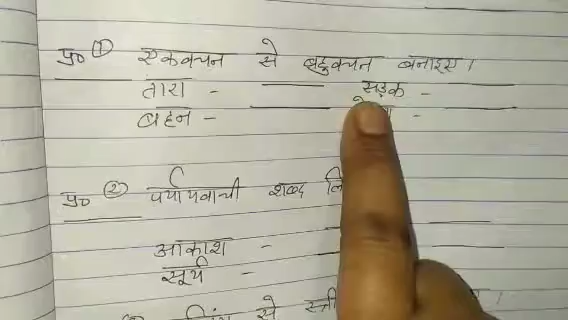 प्र० ① एकवचन से बहुवचन बनाइए।
तारा - सड़क -
बहन - -
प्र० ② पर्यायवाची शब्द
आकाश -
सूर्य -
से